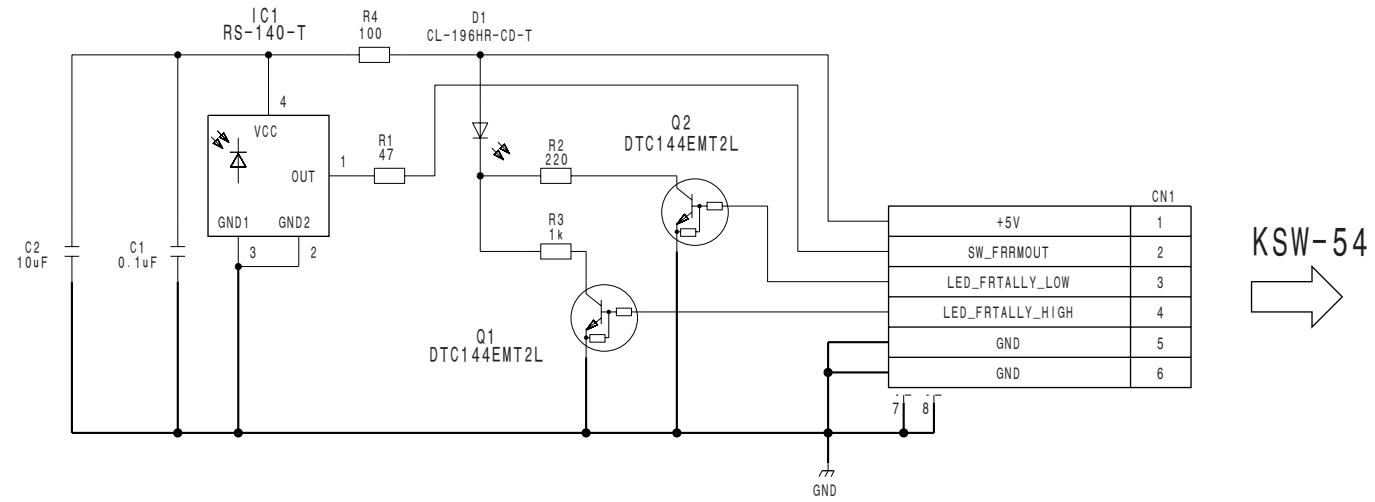 IC1
RS-140-T
R4
100
D1
CL-196HR-CD-T
4
VCC
OUT
1
GND1
GND2
3
2
R1
47
C2
10uF
C1
0.1uF
R2
220
R3
1k
Q2
DTC144EMT2L
Q1
DTC144EMT2L
CN1
+5V 1
SW_FRRMOUT 2
LED_FRTALLY_LOW 3
LED_FRTALLY_HIGH 4
GND 5
GND 6
7 8
GND
KSW-54